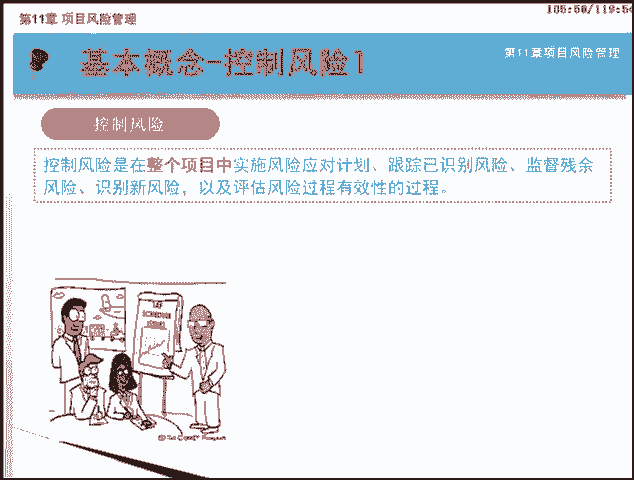 第11章 项目风险管理
基本概念-控制风险1
第11章项目风险管理
控制风险
控制风险是在整个项目中实施风险应对计划、跟踪已识别风险、监督残余
风险、识别新风险，以及评估风险过程有效性的过程。